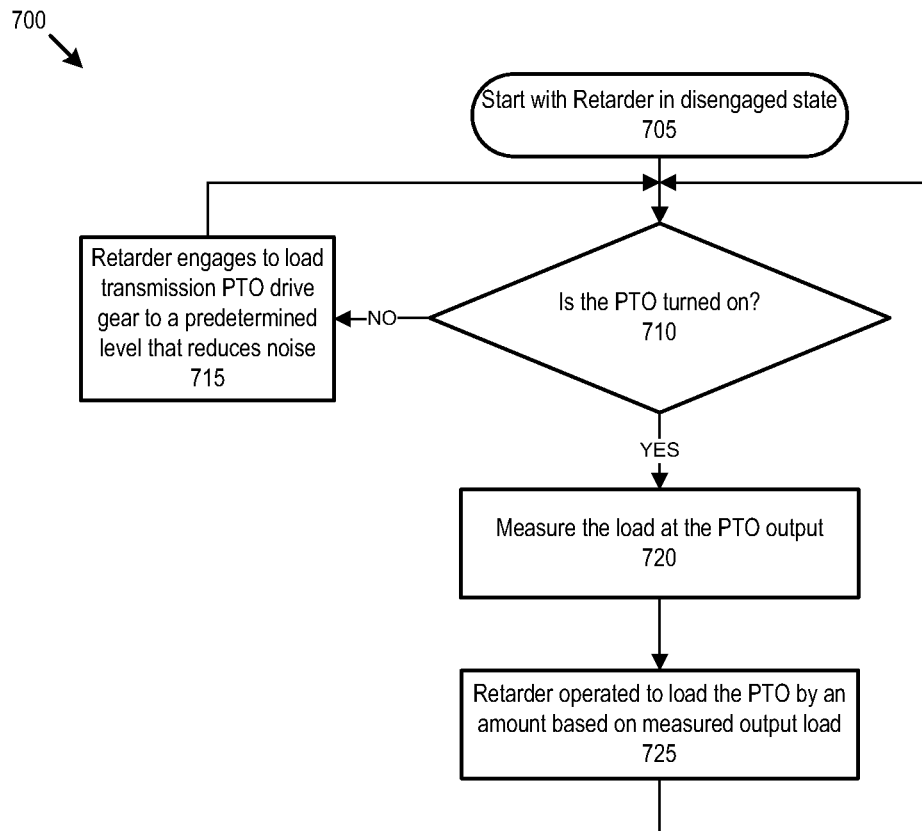 700
Start with Retarder in disengaged state
705
Retarder engages to load
transmission PTO drive
gear to a predetermined
level that reduces noise
715
NO
Is the PTO turned on?
710
YES
Measure the load at the PTO output
720
Retarder operated to load the PTO by an
amount based on measured output load
725